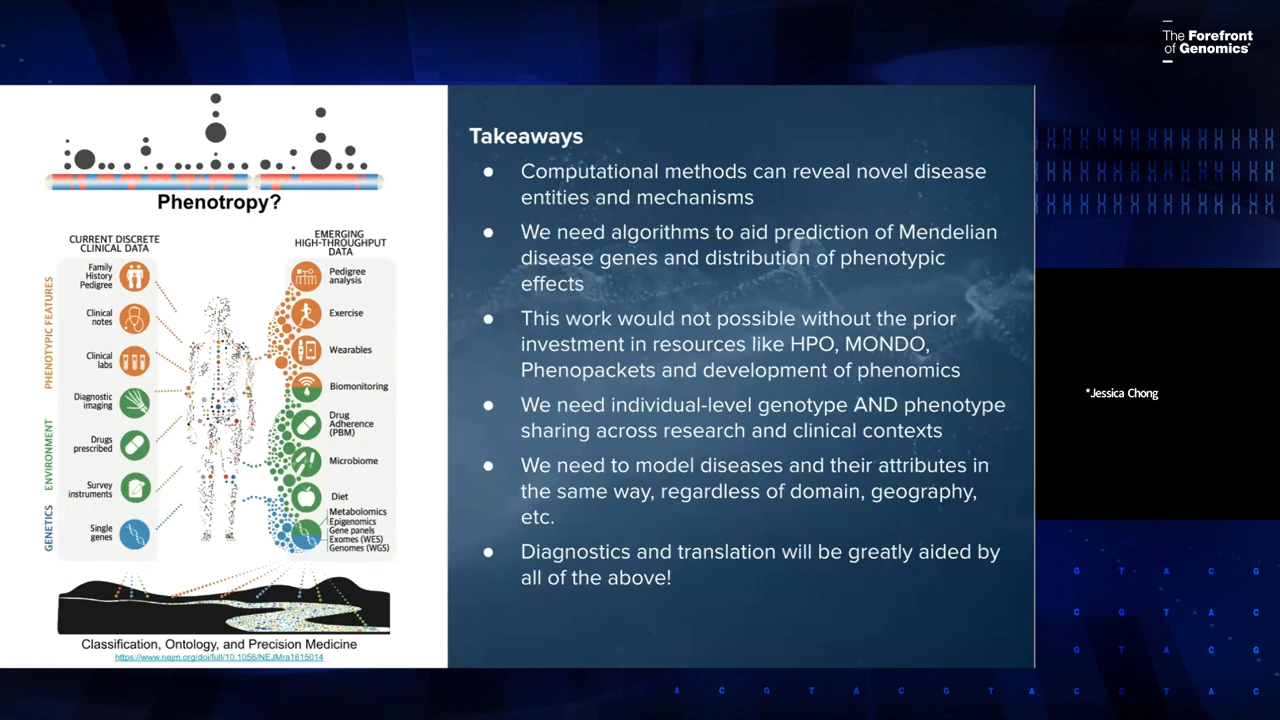 The Forefront
of Genomics®
Phenotropy?
CURRENT DISCRETE
CLINICAL DATA
EMERGING
HIGH-THROUGHPUT
DATA
PHENOTYPIC FEATURES
ENVIRONMENT
GENETICS
Family
History
Pedigree
Clinical
notes
Clinical
labs
Diagnostic
imaging
Drugs
prescribed
Survey
instruments
Single
genes
Pedigree
analysis
Exercise
Wearables
Biomonitoring
Drug
Adherence
(PBM)
Microbiome
Diet
Metabolomics
Epigenomics
Gene panels
Exomes (WES)
Genomes (WGS)
Classification, Ontology, and Precision Medicine
https://www.nejm.org/doi/full/10.1056/NEJMra1615014
Takeaways
● Computational methods can reveal novel disease
entities and mechanisms
● We need algorithms to aid prediction of Mendelian
disease genes and distribution of phenotypic
effects
● This work would not possible without the prior
investment in resources like HPO, MONDO,
Phenopackets and development of phenomics
● We need individual-level genotype AND phenotype
sharing across research and clinical contexts
● We need to model diseases and their attributes in
the same way, regardless of domain, geography,
etc.
● Diagnostics and translation will be greatly aided by
all of the above!
*Jessica Chong
G T A C G
C G T A C
G T A C G
A C G T A C G T A C G T A C